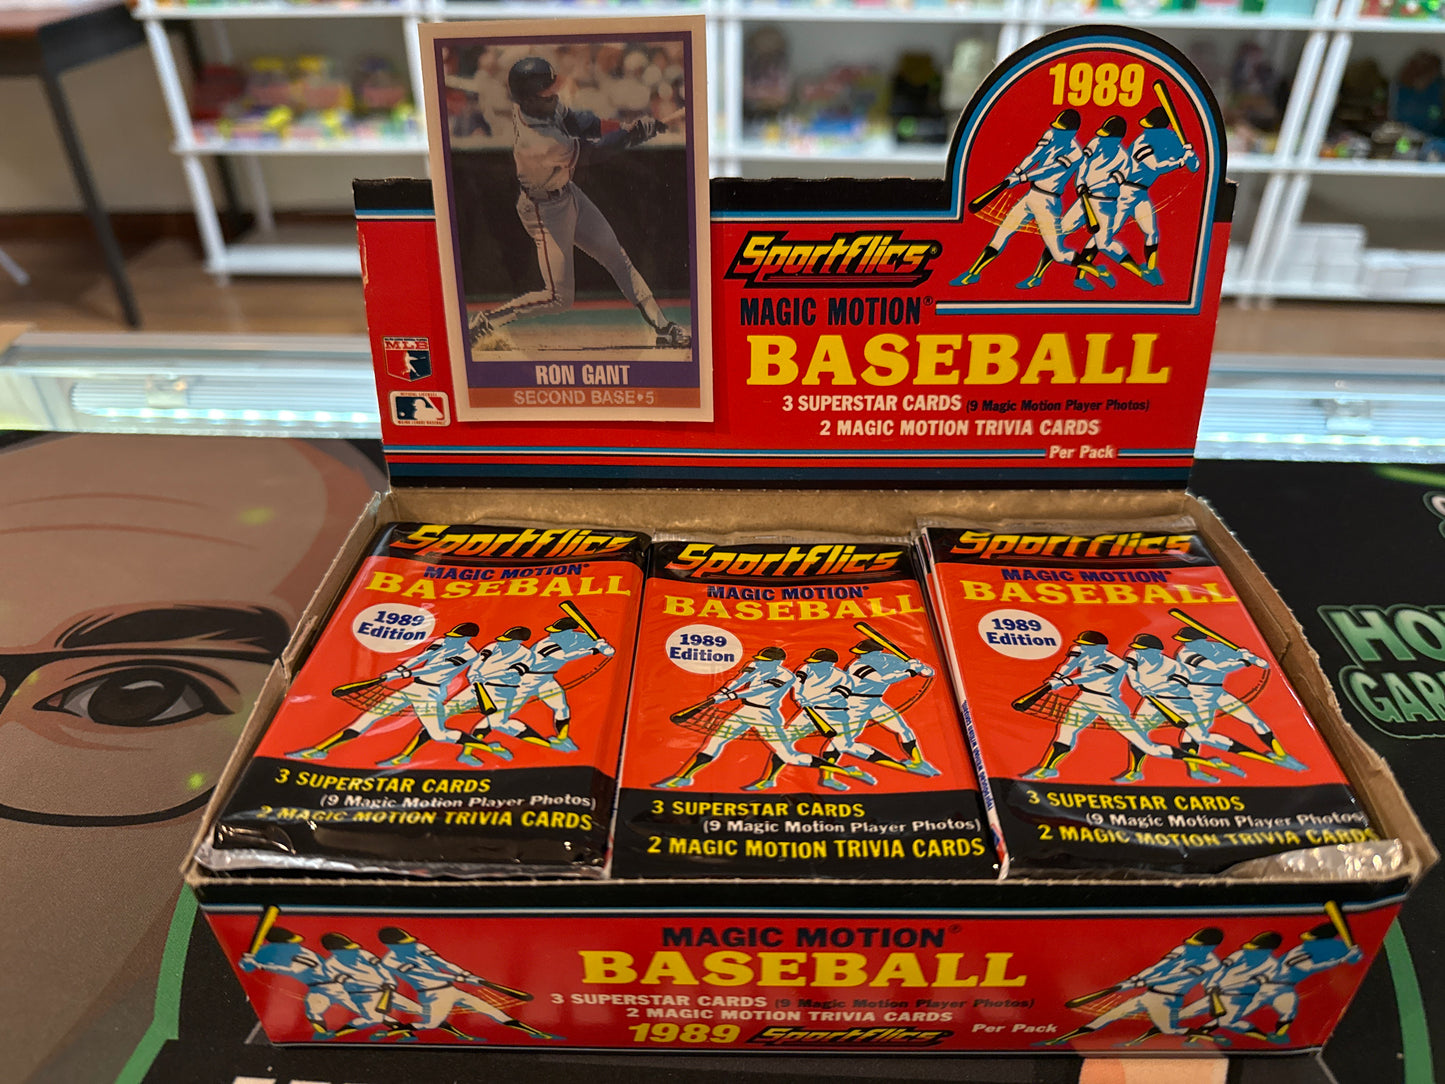 1989
Sportflics®
MAGIC MOTION®
BASEBALL
3 SUPERSTAR CARDS (9 Magic Motion Player Photos)
2 MAGIC MOTION TRIVIA CARDS
Per Pack
MLB
RON GANT
SECOND BASE•5
Sportflics
MAGIC MOTION®
BASEBALL
1989
Edition
3 SUPERSTAR CARDS
(9 Magic Motion Player Photos)
2 MAGIC MOTION TRIVIA CARDS
Sportflics
MAGIC MOTION®
BASEBALL
1989
Edition
3 SUPERSTAR CARDS
(9 Magic Motion Player Photos)
2 MAGIC MOTION TRIVIA CARDS
Sportflics
MAGIC MOTION®
BASEBALL
1989
Edition
3 SUPERSTAR CARDS
(9 Magic Motion Player Photos)
2 MAGIC MOTION TRIVIA CARDS
MAGIC MOTION®
BASEBALL
3 SUPERSTAR CARDS (9 Magic Motion Player Photos)
2 MAGIC MOTION TRIVIA CARDS
1989 Sportflics Per Pack